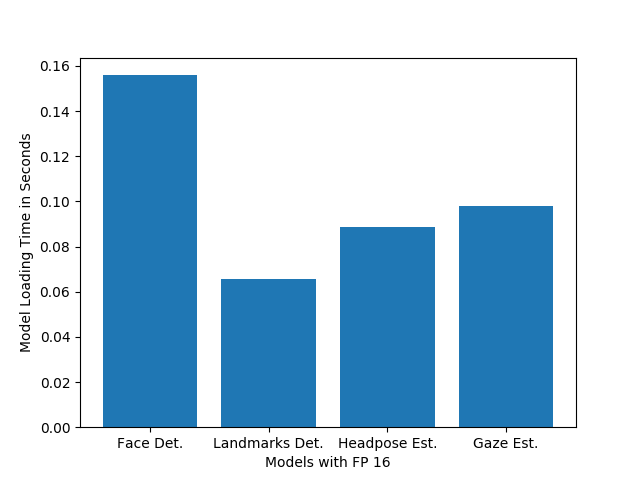 0.16
0.14
0.12
0.10
0.08
0.06
0.04
0.02
0.00
Model Loading Time in Seconds
Face Det.
Landmarks Det.
Headpose Est.
Gaze Est.
Models with FP 16